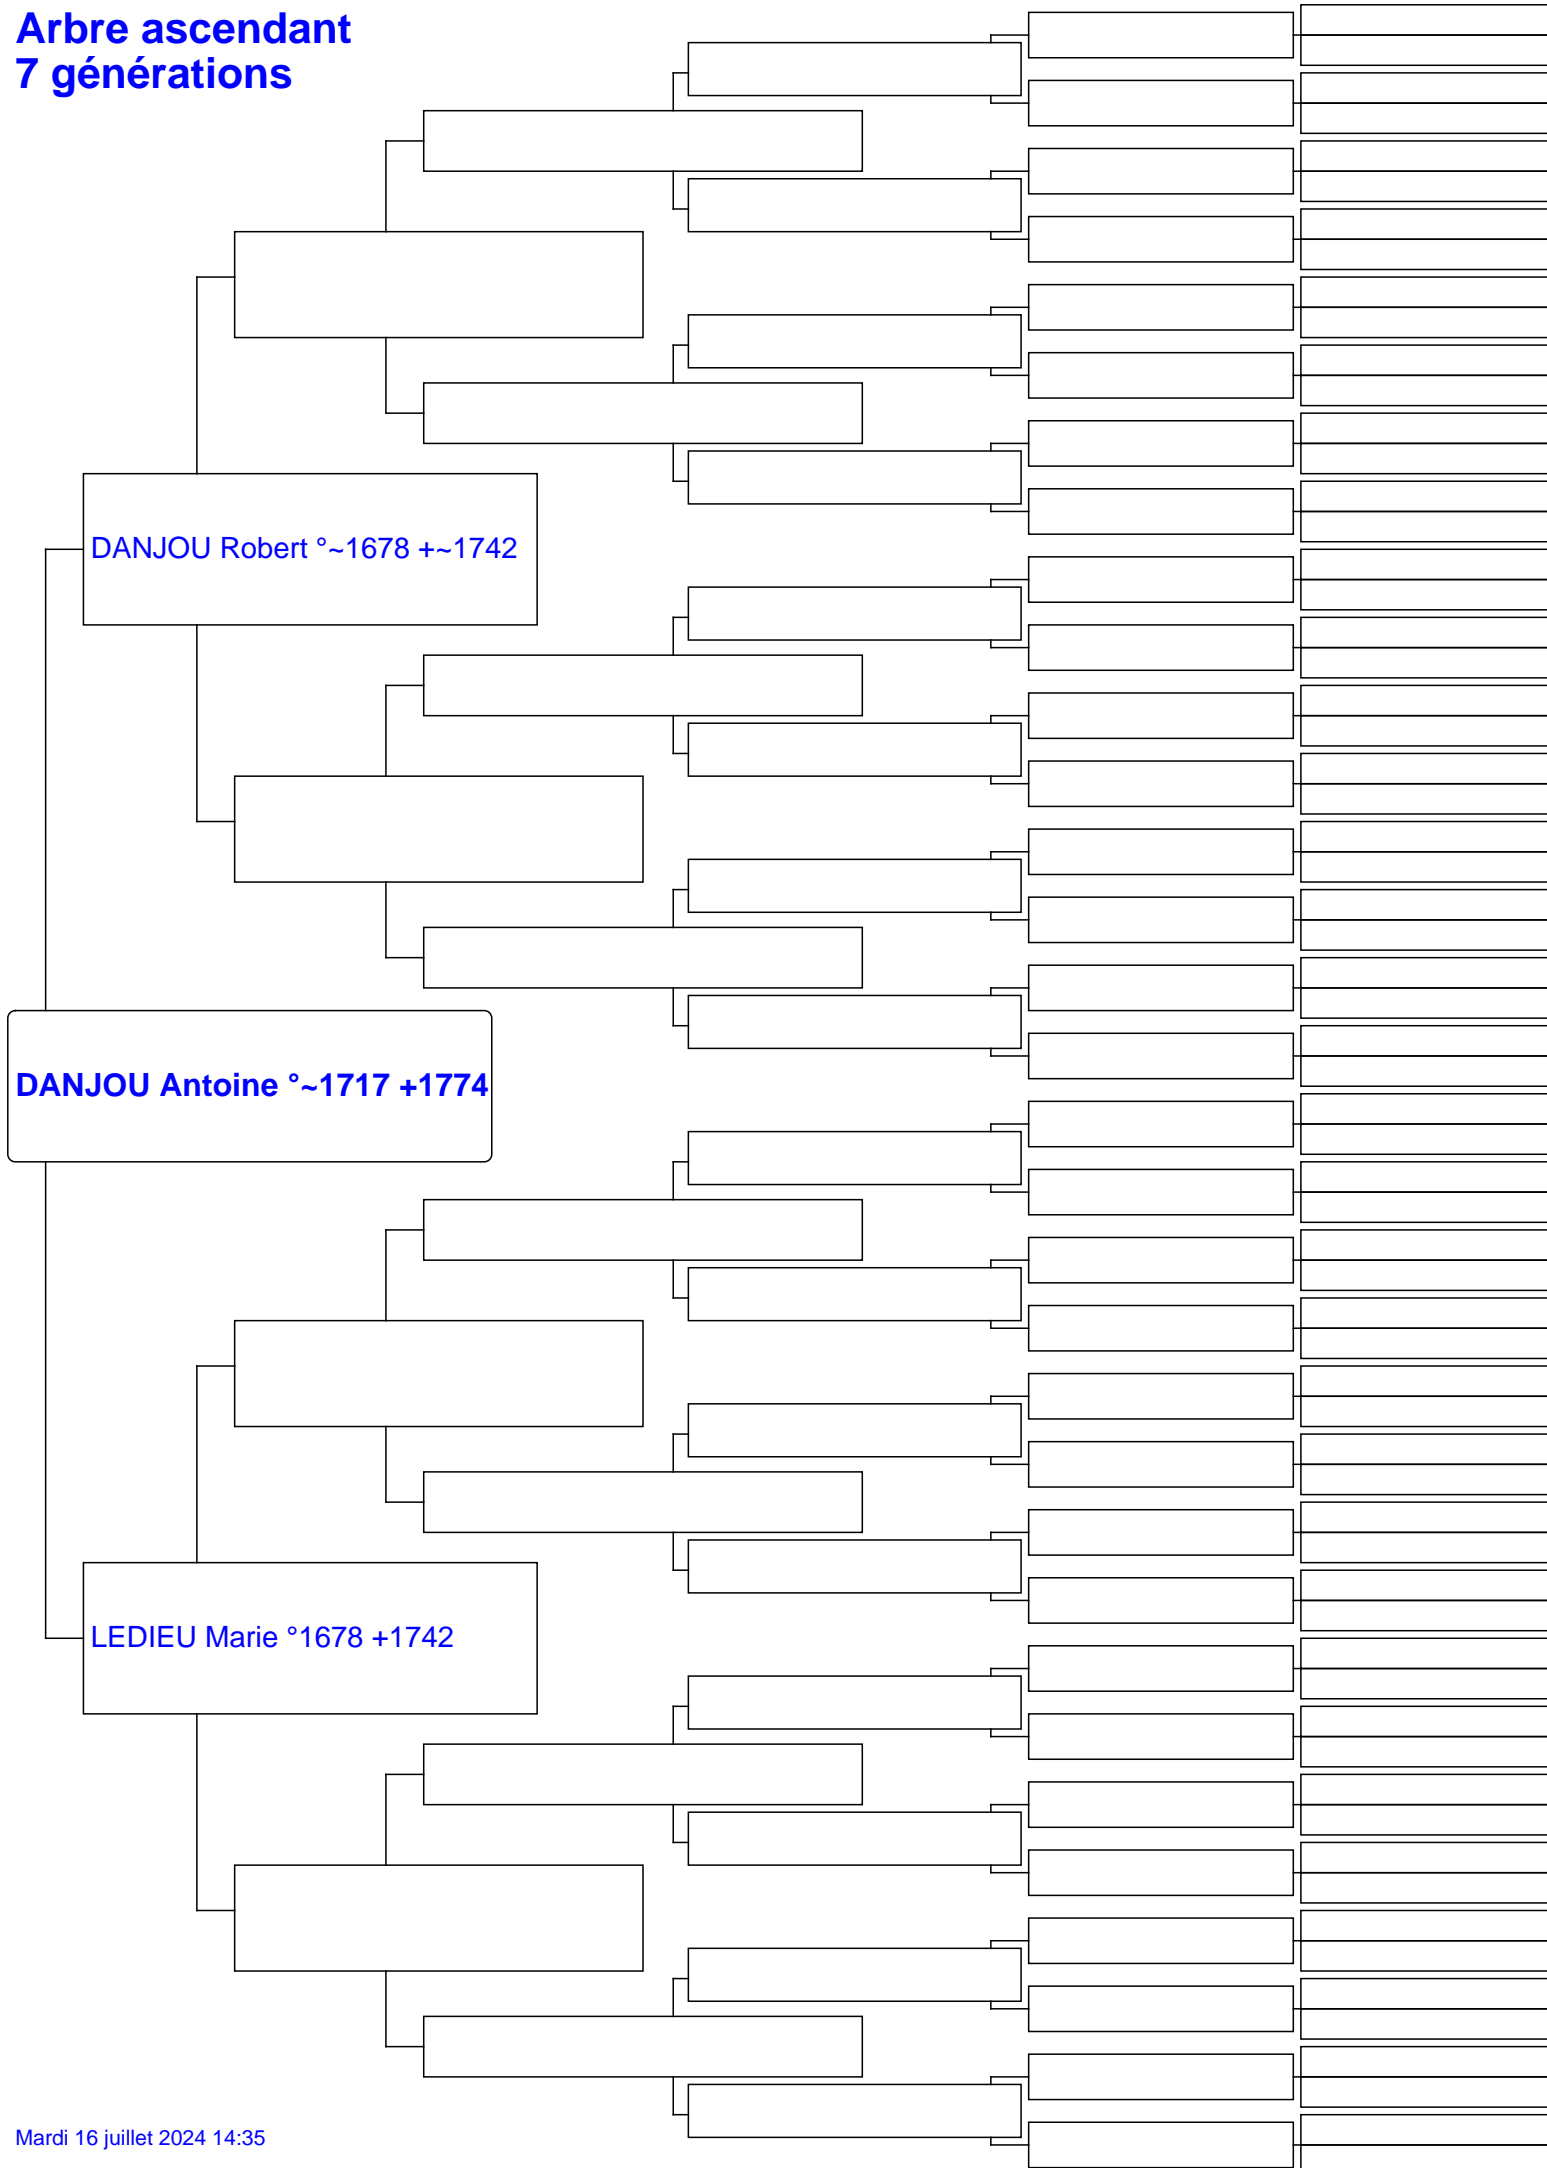 Arbre ascendant
7 générations
DANJOU Robert °~1678 +~1742
DANJOU Antoine °~1717 +1774
LEDIEU Marie °1678 +1742
Mardi 16 juillet 2024 14:35